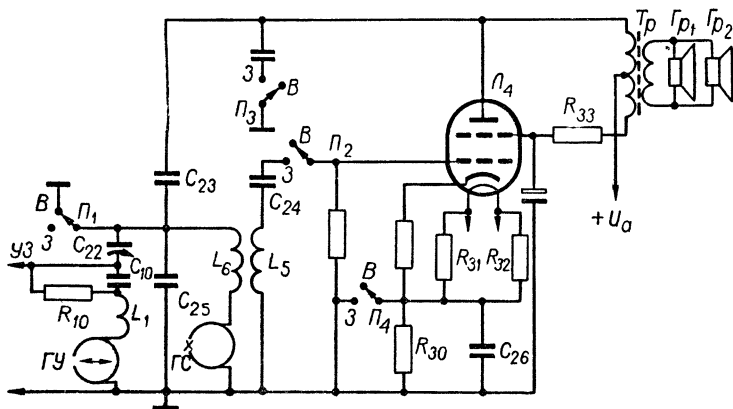 Тр
Гр1
Гр2
З
В
П3
Л4
R33
В
П2
З
C23
C24
+Uа
В
П1
З
C22
УЗ
C10
L6
L5
R31
R32
В
З
П4
R10
L1
C25
R30
C26
ГУ
ГС